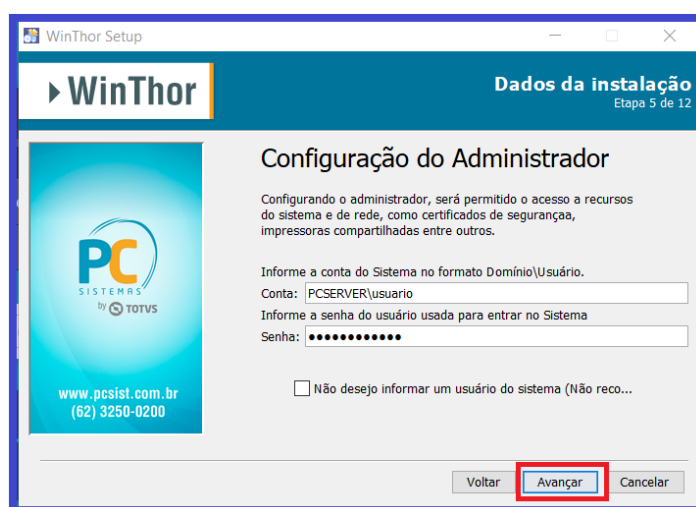 WinThor Setup
WinThor
Dados da instalação
Etapa 5 de 12
PC
SISTEMAS
by TOTVS
www.pcsist.com.br
(62) 3250-0200
Configuração do Administrador
Configurando o administrador, será permitido o acesso a recursos
do sistema e de rede, como certificados de segurançaa,
impressoras compartilhadas entre outros.
Informe a conta do Sistema no formato Domínio\Usuário.
Conta: PCSERVER\usuario
Informe a senha do usuário usada para entrar no Sistema
Senha: ●●●●●●●●●●●●
Não desejo informar um usuário do sistema (Não reco...
Voltar Avançar Cancelar